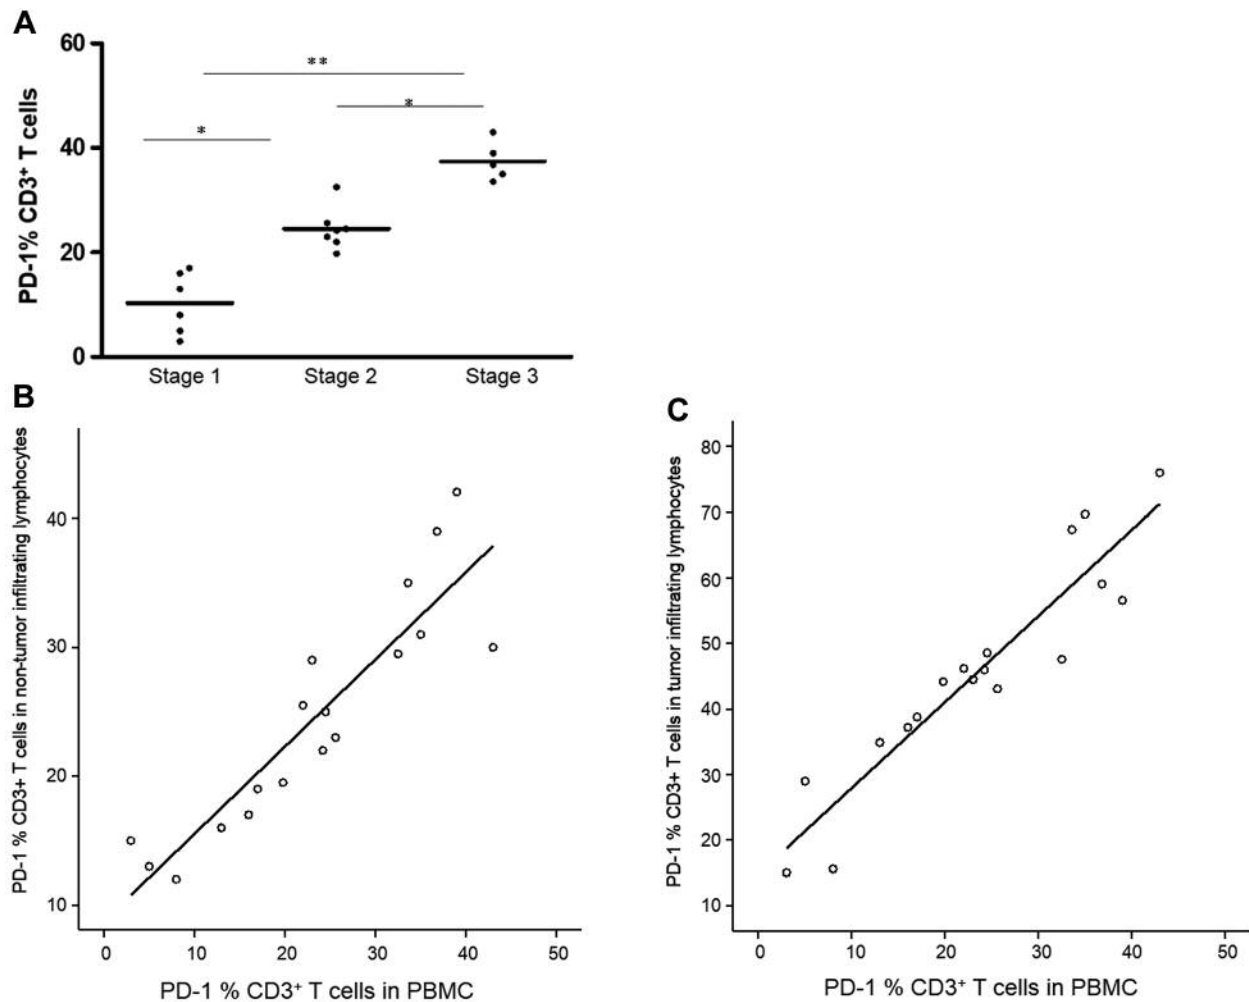 A
60
40
20
0
PD-1% CD3⁺ T cells
**
*
*
Stage 1 Stage 2 Stage 3
B
40
30
20
10
PD-1 % CD3+ T cells in non-tumor infiltrating lymphocytes
0 10 20 30 40 50
PD-1 % CD3⁺ T cells in PBMC
C
80
70
60
50
40
30
20
10
PD-1 % CD3+ T cells in tumor infiltrating lymphocytes
0 10 20 30 40 50
PD-1 % CD3⁺ T cells in PBMC